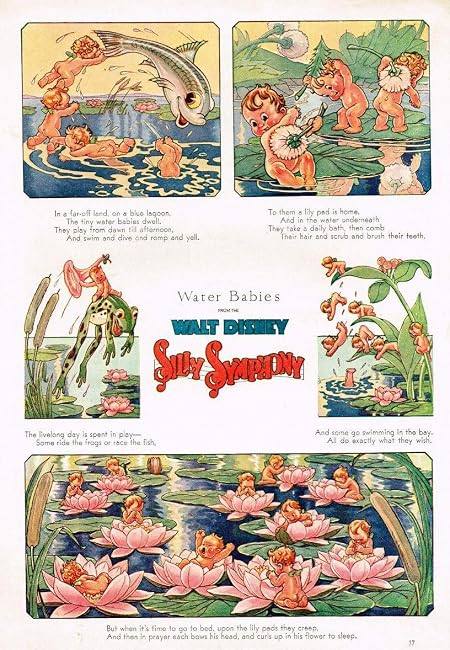 In a far-off land, on a blue lagoon,
The tiny water babies dwell.
They play from dawn till afternoon,
And swim and dive and romp and yell.
To them a lily pad is home,
And in the water underneath
They take a daily bath, then comb
Their hair and scrub and brush their teeth.
Water Babies
FROM THE
WALT DISNEY
SILLY SYMPHONY
The livelong day is spent in play—
Some ride the frogs or race the fish,
And some go swimming in the bay.
All do exactly what they wish.
But when it's time to go to bed, upon the lily pads they creep,
And then in prayer each bows his head, and curls up in his flower to sleep.
17